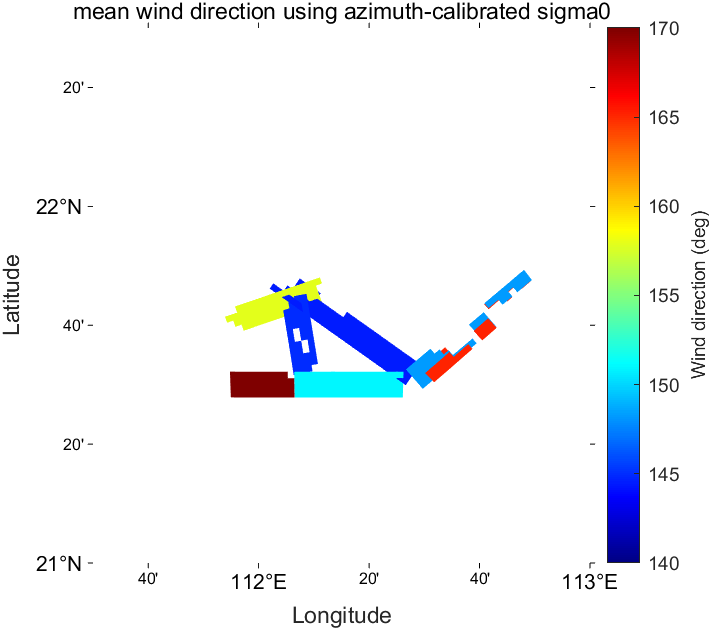 mean wind direction using azimuth-calibrated sigma0
20'
22°N
40'
20'
21°N
40'
112°E
20'
40'
113°E
Longitude
Latitude
170
165
160
155
150
145
140
Wind direction (deg)